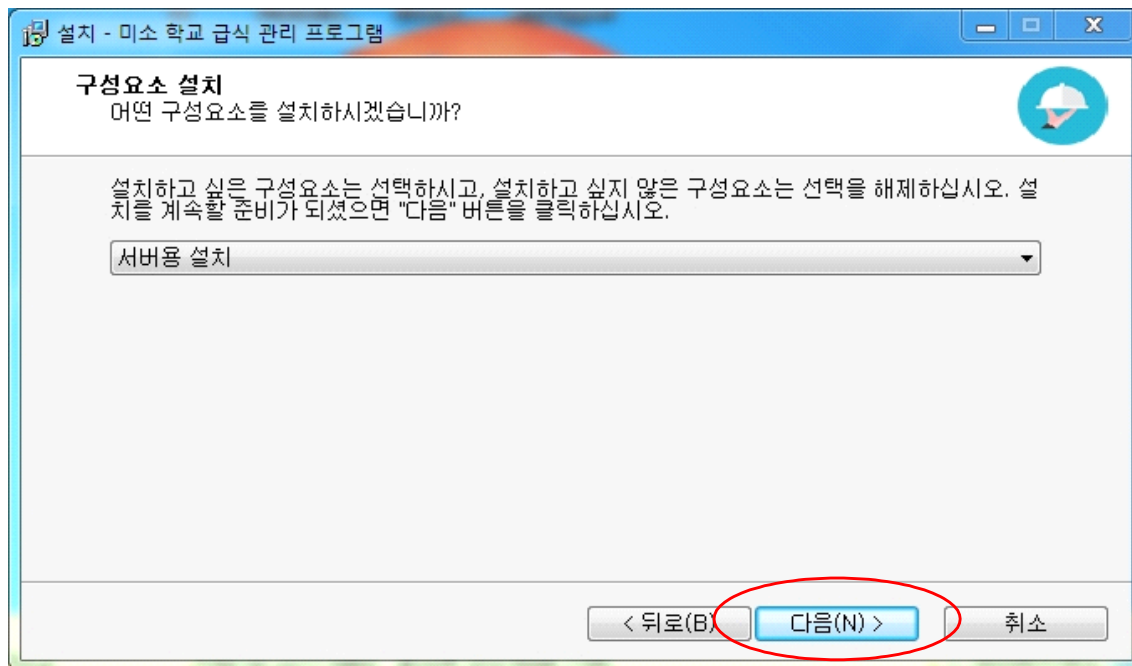 설치 - 미소 학교 급식 관리 프로그램
구성요소 설치
어떤 구성요소를 설치하시겠습니까?
설치하고 싶은 구성요소는 선택하시고, 설치하고 싶지 않은 구성요소는 선택을 해제하십시오. 설
치를 계속할 준비가 되셨으면 "다음" 버튼을 클릭하십시오.
서버용 설치
< 뒤로(B)
다음(N) >
취소